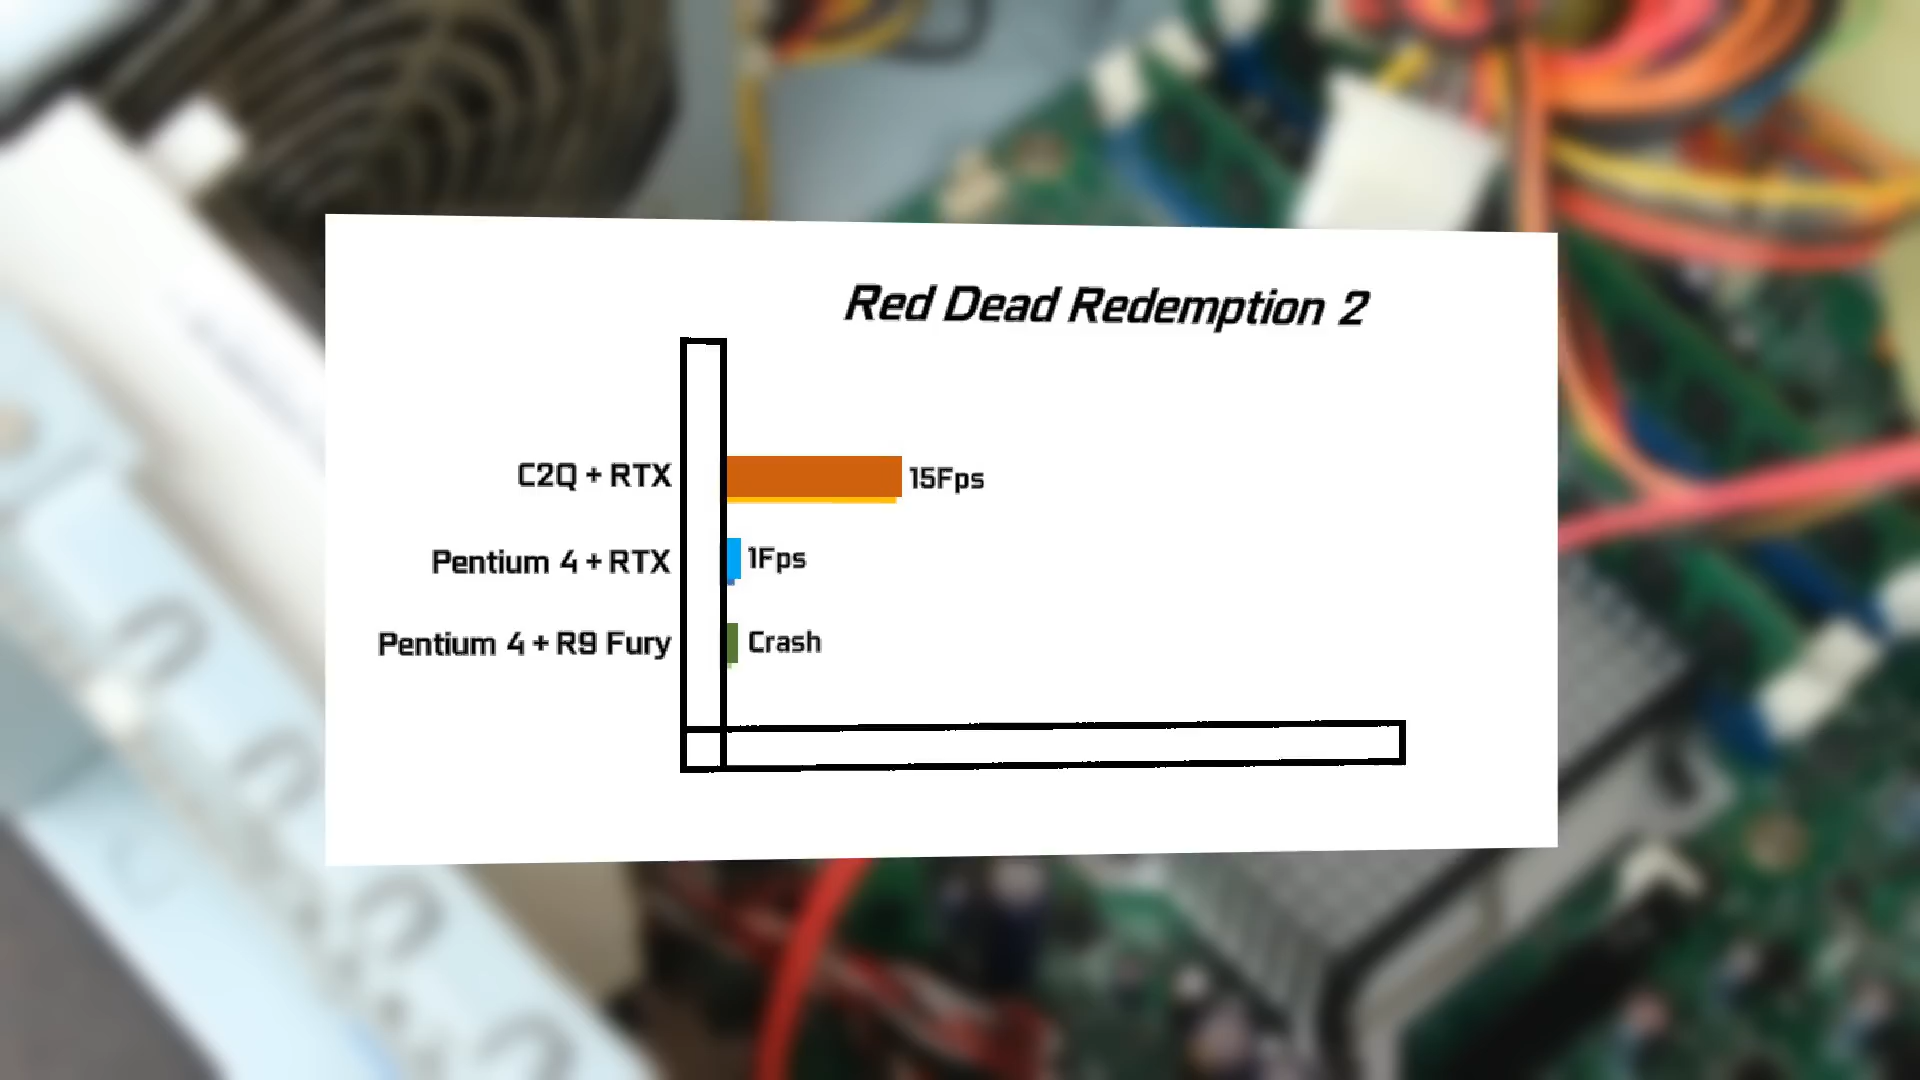 Red Dead Redemption 2
C2Q + RTX 15Fps
Pentium 4 + RTX 1Fps
Pentium 4 + R9 Fury Crash